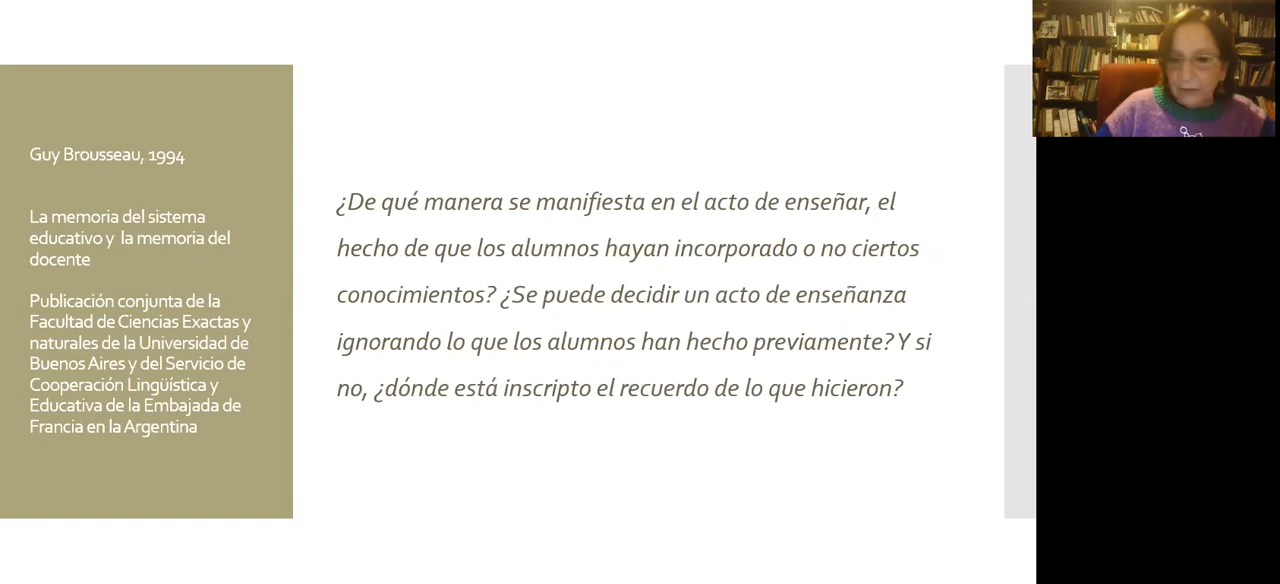 Guy Brousseau, 1994
La memoria del sistema
educativo y la memoria del
docente
Publicación conjunta de la
Facultad de Ciencias Exactas y
naturales de la Universidad de
Buenos Aires y del Servicio de
Cooperación Lingüística y
Educativa de la Embajada de
Francia en la Argentina
¿De qué manera se manifiesta en el acto de enseñar, el
hecho de que los alumnos hayan incorporado o no ciertos
conocimientos? ¿Se puede decidir un acto de enseñanza
ignorando lo que los alumnos han hecho previamente? Y si
no, ¿dónde está inscripto el recuerdo de lo que hicieron?